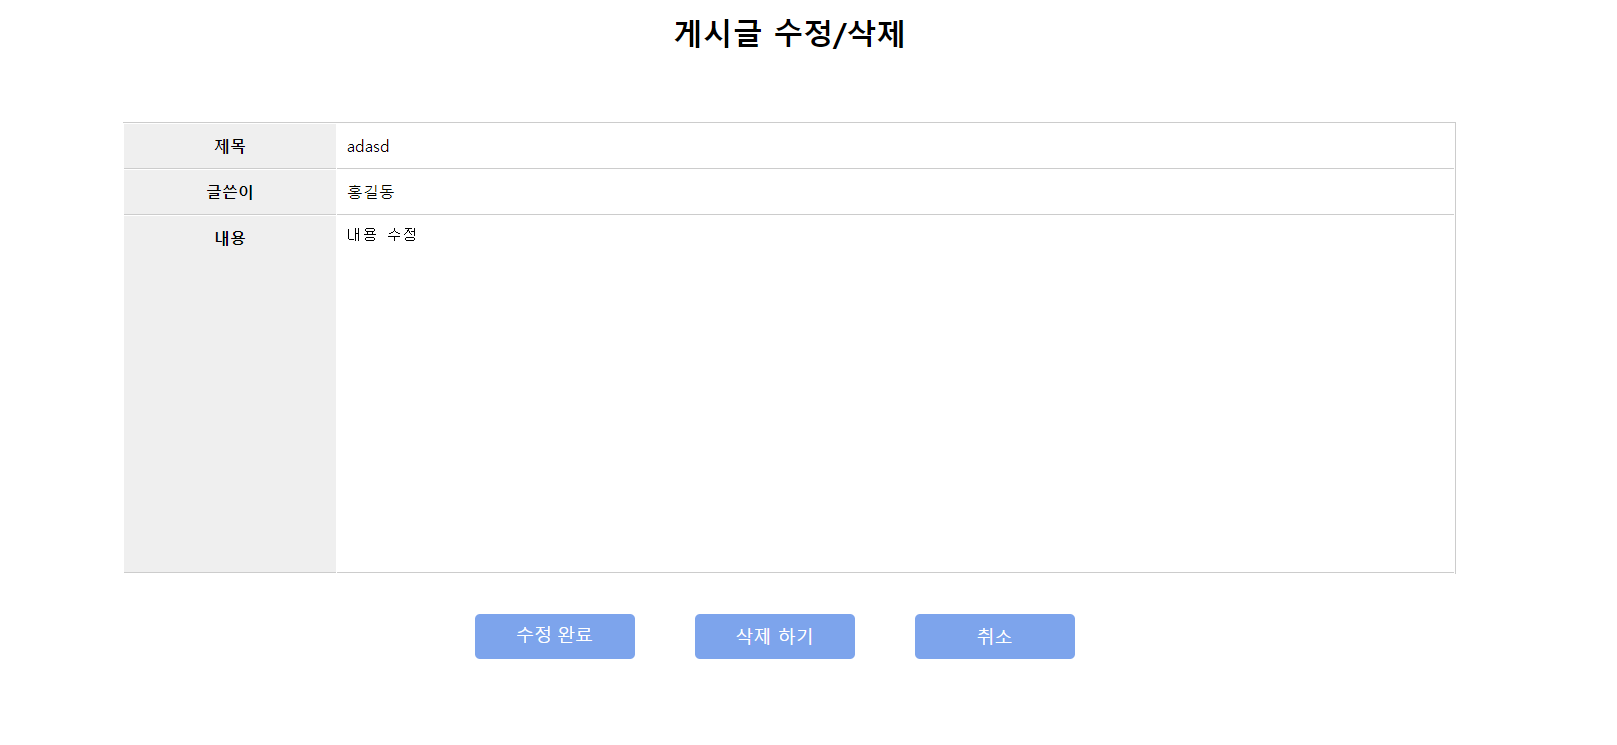 게시글 수정/삭제
제목 adasd
글쓴이 홍길동
내용 내용 수정
수정 완료 삭제 하기 취소